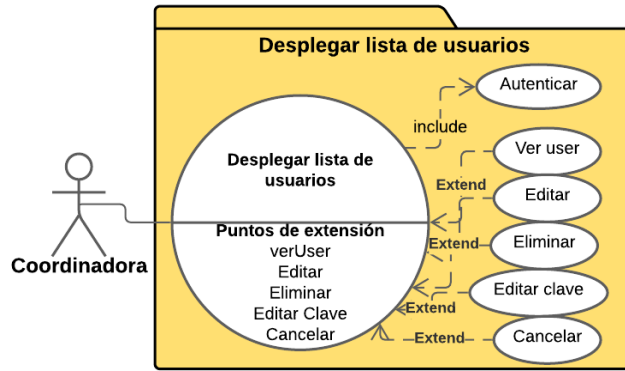 Desplegar lista de usuarios
Autenticar
include
Desplegar lista de
usuarios
Ver user
Extend
Editar
Puntos de extensión
verUser
Editar
Eliminar
Editar Clave
Cancelar
Extend
Eliminar
Coordinadora
Editar clave
Extend
Extend
Cancelar